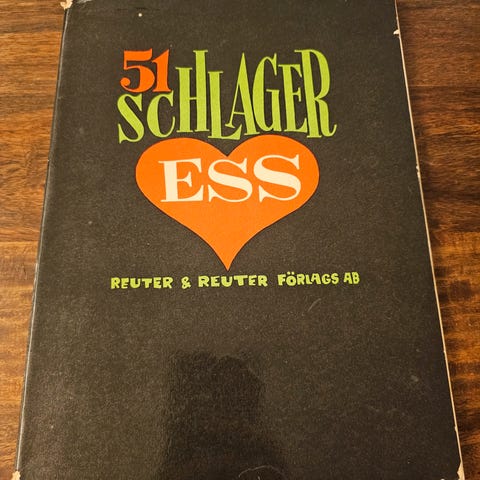 51
SCHLAGER
ESS
REUTER & REUTER FÖRLAGS AB